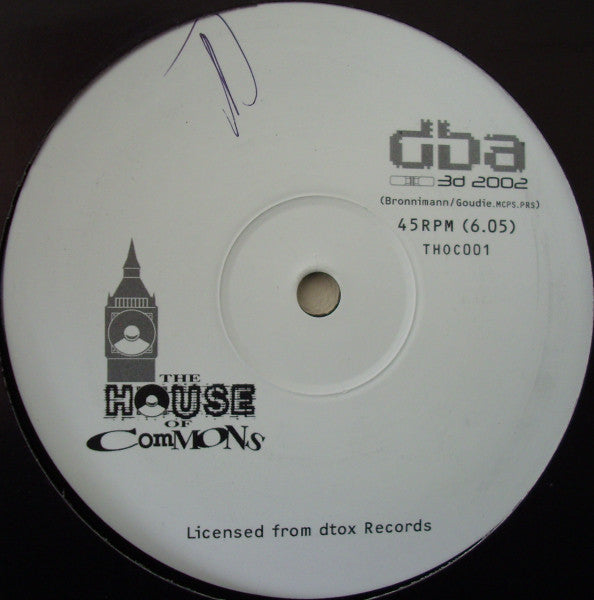 dba
3d 2002
(Bronnimann/Goudie.MCPS.PRS)
45RPM (6.05)
THOC001
THE
HOUSE
OF
ComMONs
Licensed from dtox Records